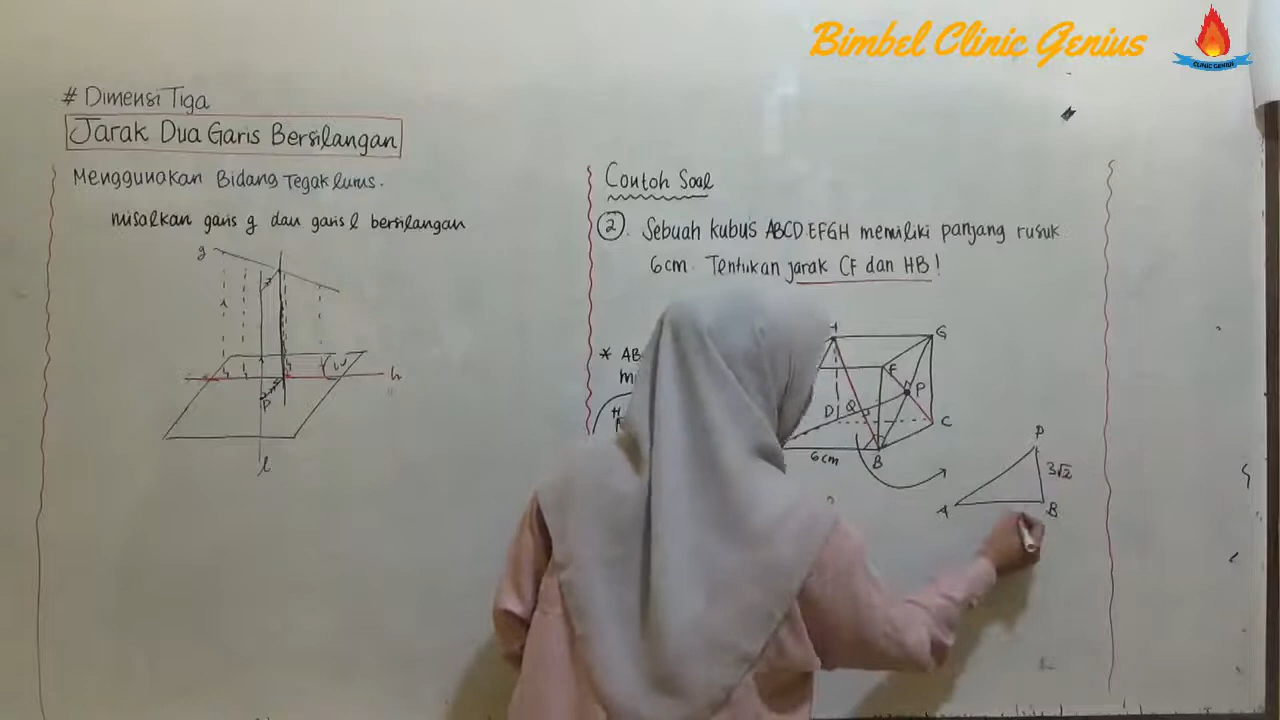 Bimbel Clinic Genius
CLINIC GENIUS
# Dimensi Tiga
Jarak Dua Garis Bersilangan
Menggunakan Bidang Tegak lurus.
misalkan garis g dan garis l bersilangan
g
h
P
l
Contoh Soal
2. Sebuah kubus ABCD EFGH memiliki panjang rusuk
6cm. Tentukan jarak CF dan HB!
* AB
m
H
G
F
P
D
Q
C
6cm
B
P
3√2
A
B